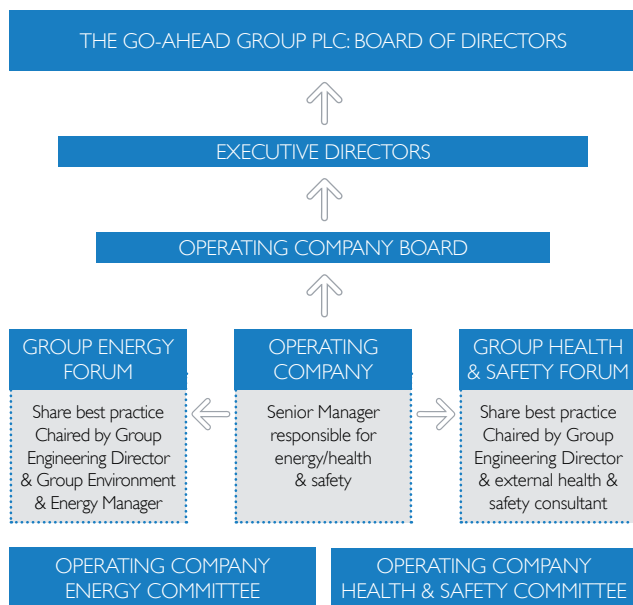 THE GO-AHEAD GROUP PLC: BOARD OF DIRECTORS
EXECUTIVE DIRECTORS
OPERATING COMPANY BOARD
GROUP ENERGY
FORUM
Share best practice
Chaired by Group
Engineering Director
& Group Environment
& Energy Manager
OPERATING
COMPANY
Senior Manager
responsible for
energy/health
& safety
GROUP HEALTH
& SAFETY FORUM
Share best practice
Chaired by Group
Engineering Director
& external health &
safety consultant
OPERATING COMPANY
ENERGY COMMITTEE
OPERATING COMPANY
HEALTH & SAFETY COMMITTEE